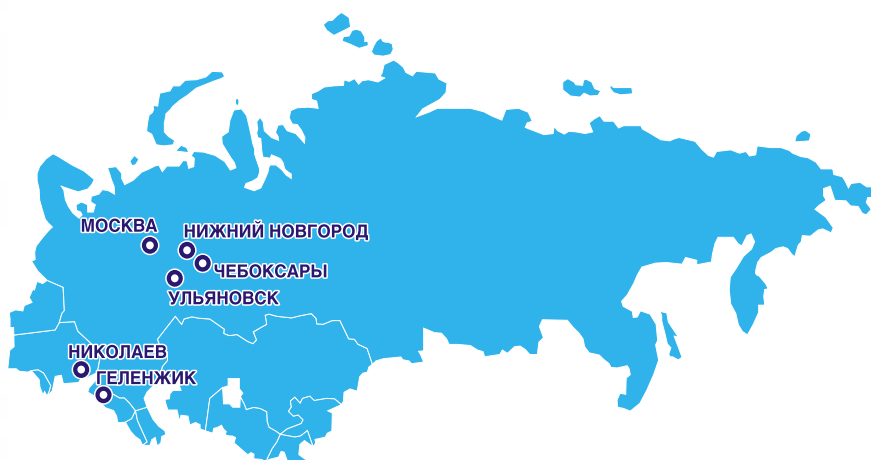 МОСКВА
НИЖНИЙ НОВГОРОД
ЧЕБОКСАРЫ
УЛЬЯНОВСК
НИКОЛАЕВ
ГЕЛЕНЖИК